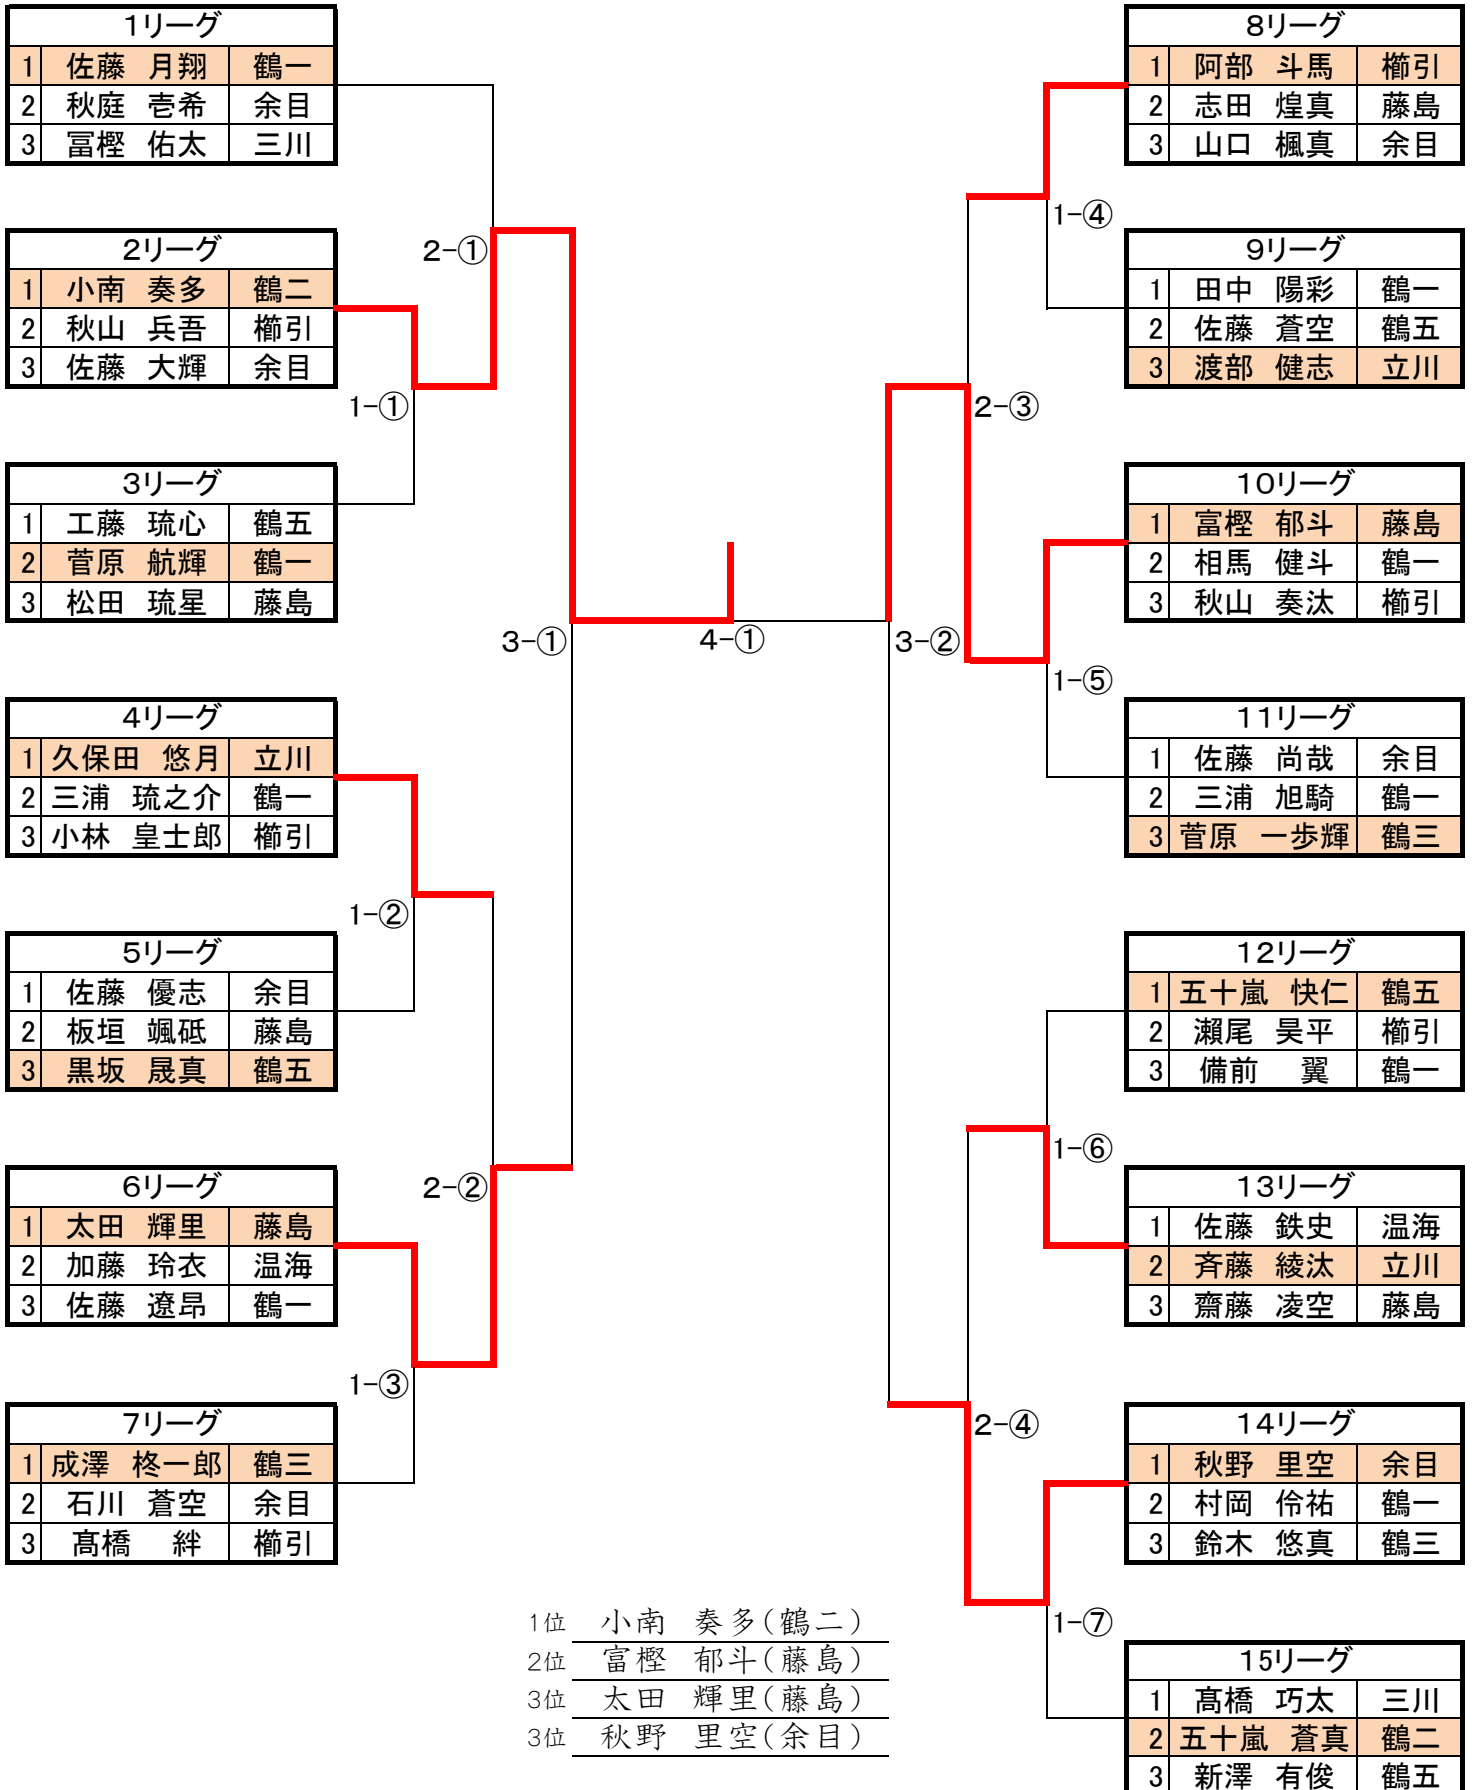 1リーグ
1 佐藤 月翔 鶴一
2 秋庭 壱希 余目
3 冨樫 佑太 三川
2リーグ
1 小南 奏多 鶴二
2 秋山 兵吾 櫛引
3 佐藤 大輝 余目
3リーグ
1 工藤 琉心 鶴五
2 菅原 航輝 鶴一
3 松田 琉星 藤島
4リーグ
1 久保田 悠月 立川
2 三浦 琉之介 鶴一
3 小林 皇士郎 櫛引
5リーグ
1 佐藤 優志 余目
2 板垣 颯砥 藤島
3 黒坂 晟真 鶴五
6リーグ
1 太田 輝里 藤島
2 加藤 玲衣 温海
3 佐藤 遼昂 鶴一
7リーグ
1 成澤 柊一郎 鶴三
2 石川 蒼空 余目
3 髙橋 絆 櫛引
2-①
1-①
3-①
1-②
2-②
1-③
4-①
3-②
1-④
2-③
1-⑤
1-⑥
2-④
1-⑦
8リーグ
1 阿部 斗馬 櫛引
2 志田 煌真 藤島
3 山口 楓真 余目
9リーグ
1 田中 陽彩 鶴一
2 佐藤 蒼空 鶴五
3 渡部 健志 立川
10リーグ
1 富樫 郁斗 藤島
2 相馬 健斗 鶴一
3 秋山 奏汰 櫛引
11リーグ
1 佐藤 尚哉 余目
2 三浦 旭騎 鶴一
3 菅原 一歩輝 鶴三
12リーグ
1 五十嵐 快仁 鶴五
2 瀨尾 昊平 櫛引
3 備前 翼 鶴一
13リーグ
1 佐藤 鉄史 温海
2 斉藤 綾汰 立川
3 齋藤 凌空 藤島
14リーグ
1 秋野 里空 余目
2 村岡 伶祐 鶴一
3 鈴木 悠真 鶴三
15リーグ
1 髙橋 巧太 三川
2 五十嵐 蒼真 鶴二
3 新澤 有俊 鶴五
1位 小南 奏多(鶴二)
2位 富樫 郁斗(藤島)
3位 太田 輝里(藤島)
3位 秋野 里空(余目)